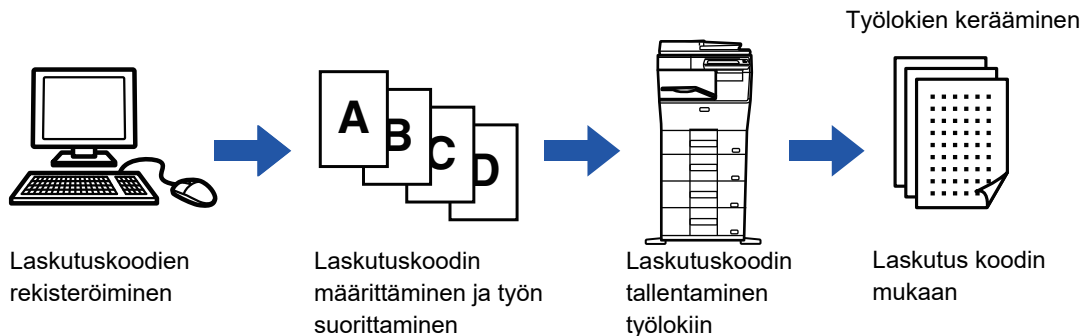 Työlokien kerääminen
A
B
C
D
Laskutuskoodien
rekisteröiminen
Laskutuskoodin
määrittäminen ja työn
suorittaminen
Laskutuskoodin
tallentaminen
työlokiin
Laskutus koodin
mukaan